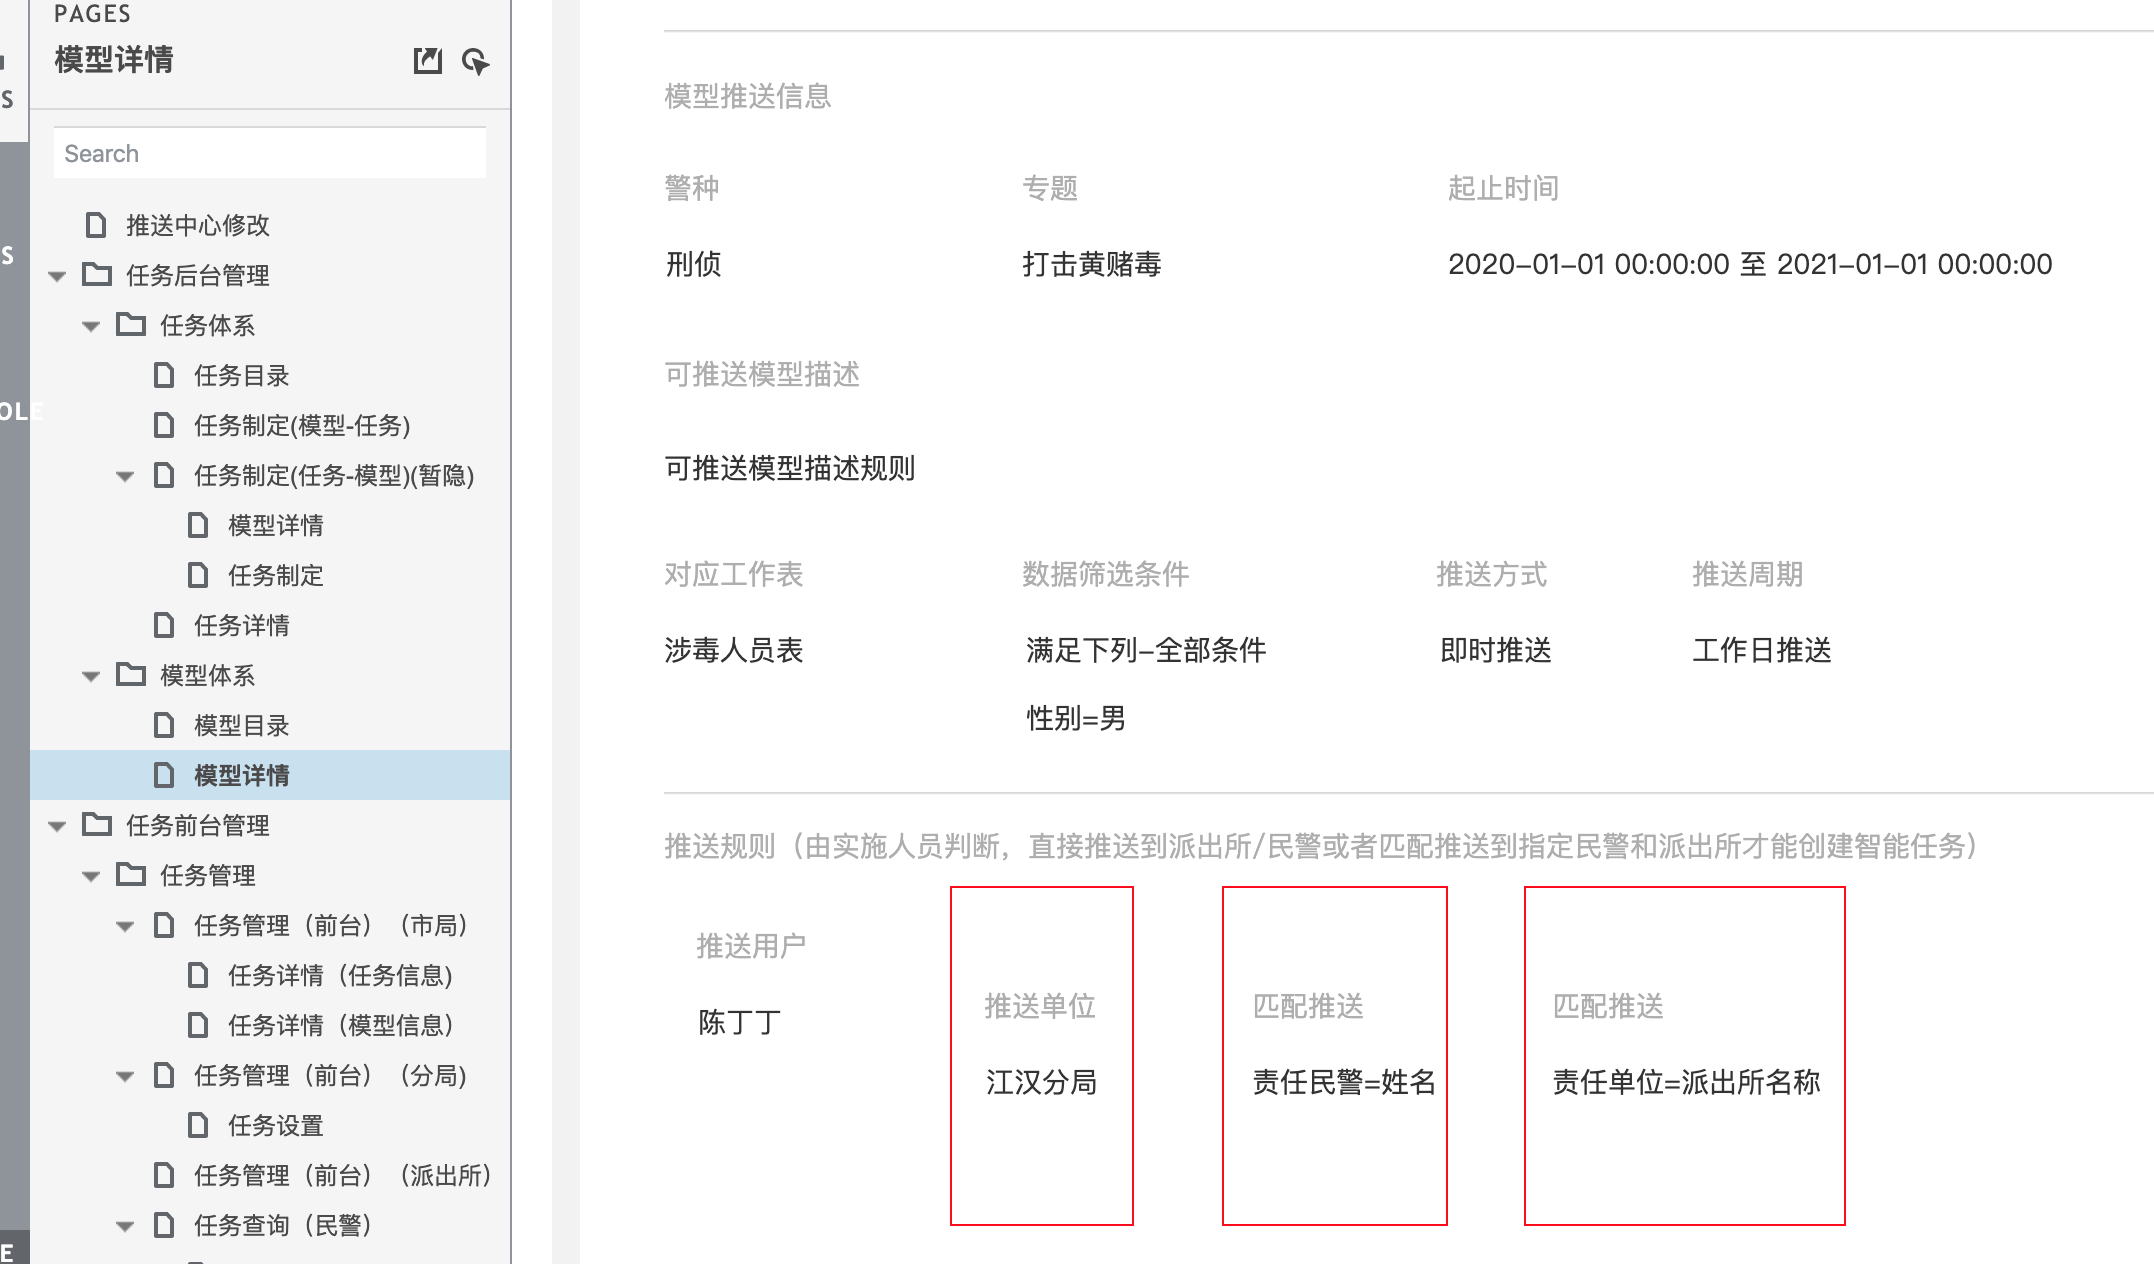 PAGES
模型详情
Search
推送中心修改
任务后台管理
任务体系
任务目录
任务制定(模型-任务)
任务制定(任务-模型)(暂隐)
模型详情
任务制定
任务详情
模型体系
模型目录
模型详情
任务前台管理
任务管理
任务管理（前台）（市局）
任务详情（任务信息)
任务详情（模型信息）
任务管理（前台）（分局)
任务设置
任务管理（前台）（派出所）
任务查询（民警）
S
S
OLE
E
模型推送信息
警种 专题 起止时间
刑侦 打击黄赌毒 2020-01-01 00:00:00 至 2021-01-01 00:00:00
可推送模型描述
可推送模型描述规则
对应工作表 数据筛选条件 推送方式 推送周期
涉毒人员表 满足下列-全部条件 即时推送 工作日推送
性别=男
推送规则（由实施人员判断，直接推送到派出所/民警或者匹配推送到指定民警和派出所才能创建智能任务）
推送用户
陈丁丁
推送单位 匹配推送 匹配推送
江汉分局 责任民警=姓名 责任单位=派出所名称